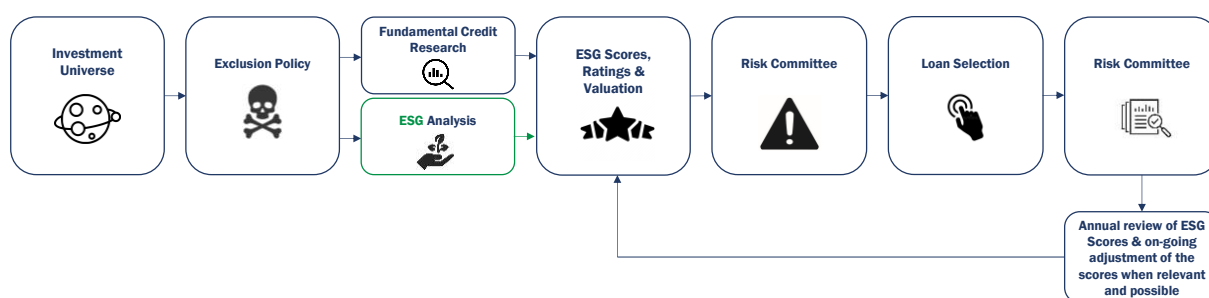 Investment
Universe
Exclusion Policy
Fundamental Credit
Research
ESG Analysis
ESG Scores,
Ratings &
Valuation
Risk Committee
Loan Selection
Risk Committee
Annual review of ESG
Scores & on-going
adjustment of the
scores when relevant
and possible